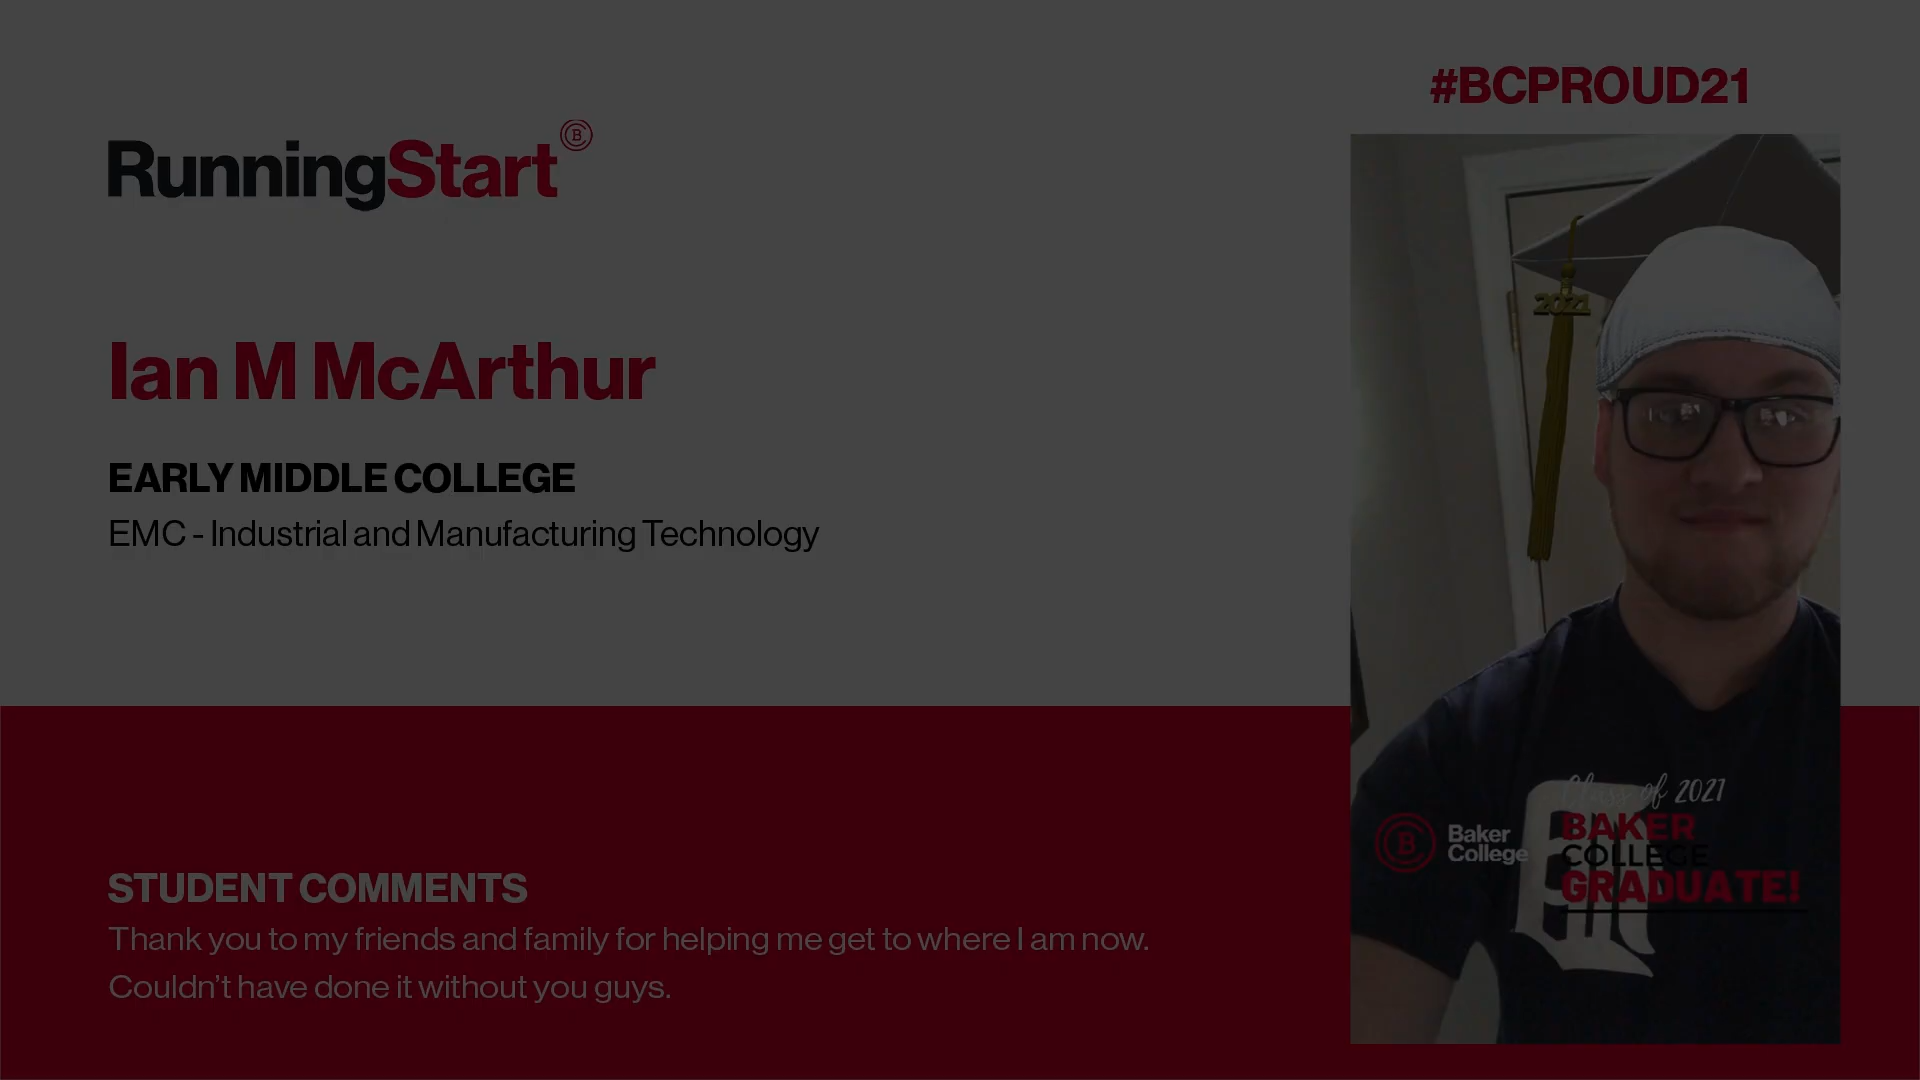 #BCPROUD21
RunningStart
B
Ian M McArthur
EARLY MIDDLE COLLEGE
EMC - Industrial and Manufacturing Technology
STUDENT COMMENTS
Thank you to my friends and family for helping me get to where I am now.
Couldn't have done it without you guys.
2021
Class of 2021
BAKER
COLLEGE
GRADUATE!
B
Baker
College
D